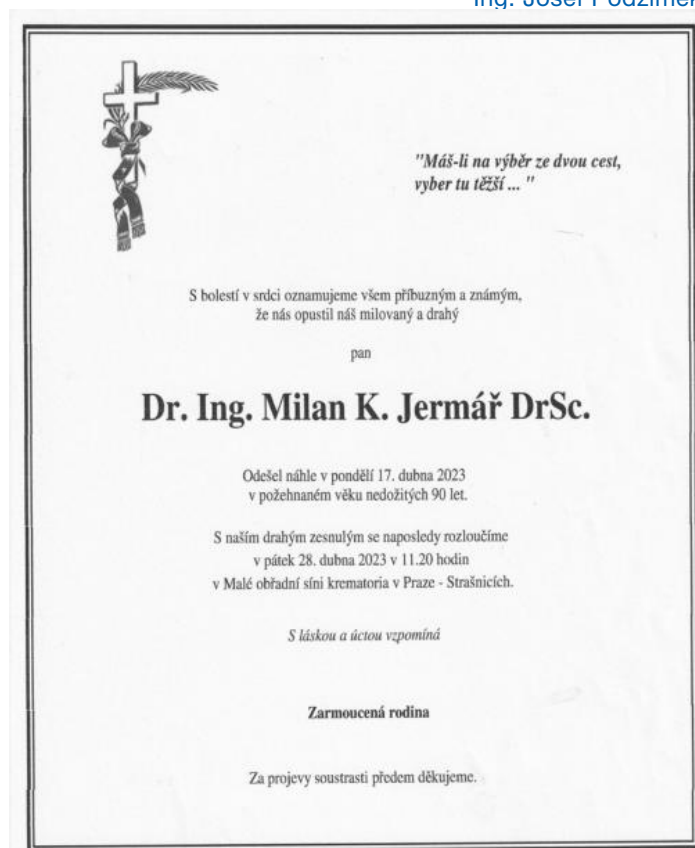 Ing. Josef Podzimek
"Máš-li na výběr ze dvou cest,
vyber tu těžší ... "
S bolestí v srdci oznamujeme všem příbuzným a známým,
že nás opustil náš milovaný a drahý
pan
Dr. Ing. Milan K. Jermář DrSc.
Odešel náhle v pondělí 17. dubna 2023
v požehnaném věku nedožitých 90 let.
S naším drahým zesnulým se naposledy rozloučíme
v pátek 28. dubna 2023 v 11.20 hodin
v Malé obřadní síni krematoria v Praze - Strašnicích.
S láskou a úctou vzpomíná
Zarmoucená rodina
Za projevy soustrasti předem děkujeme.